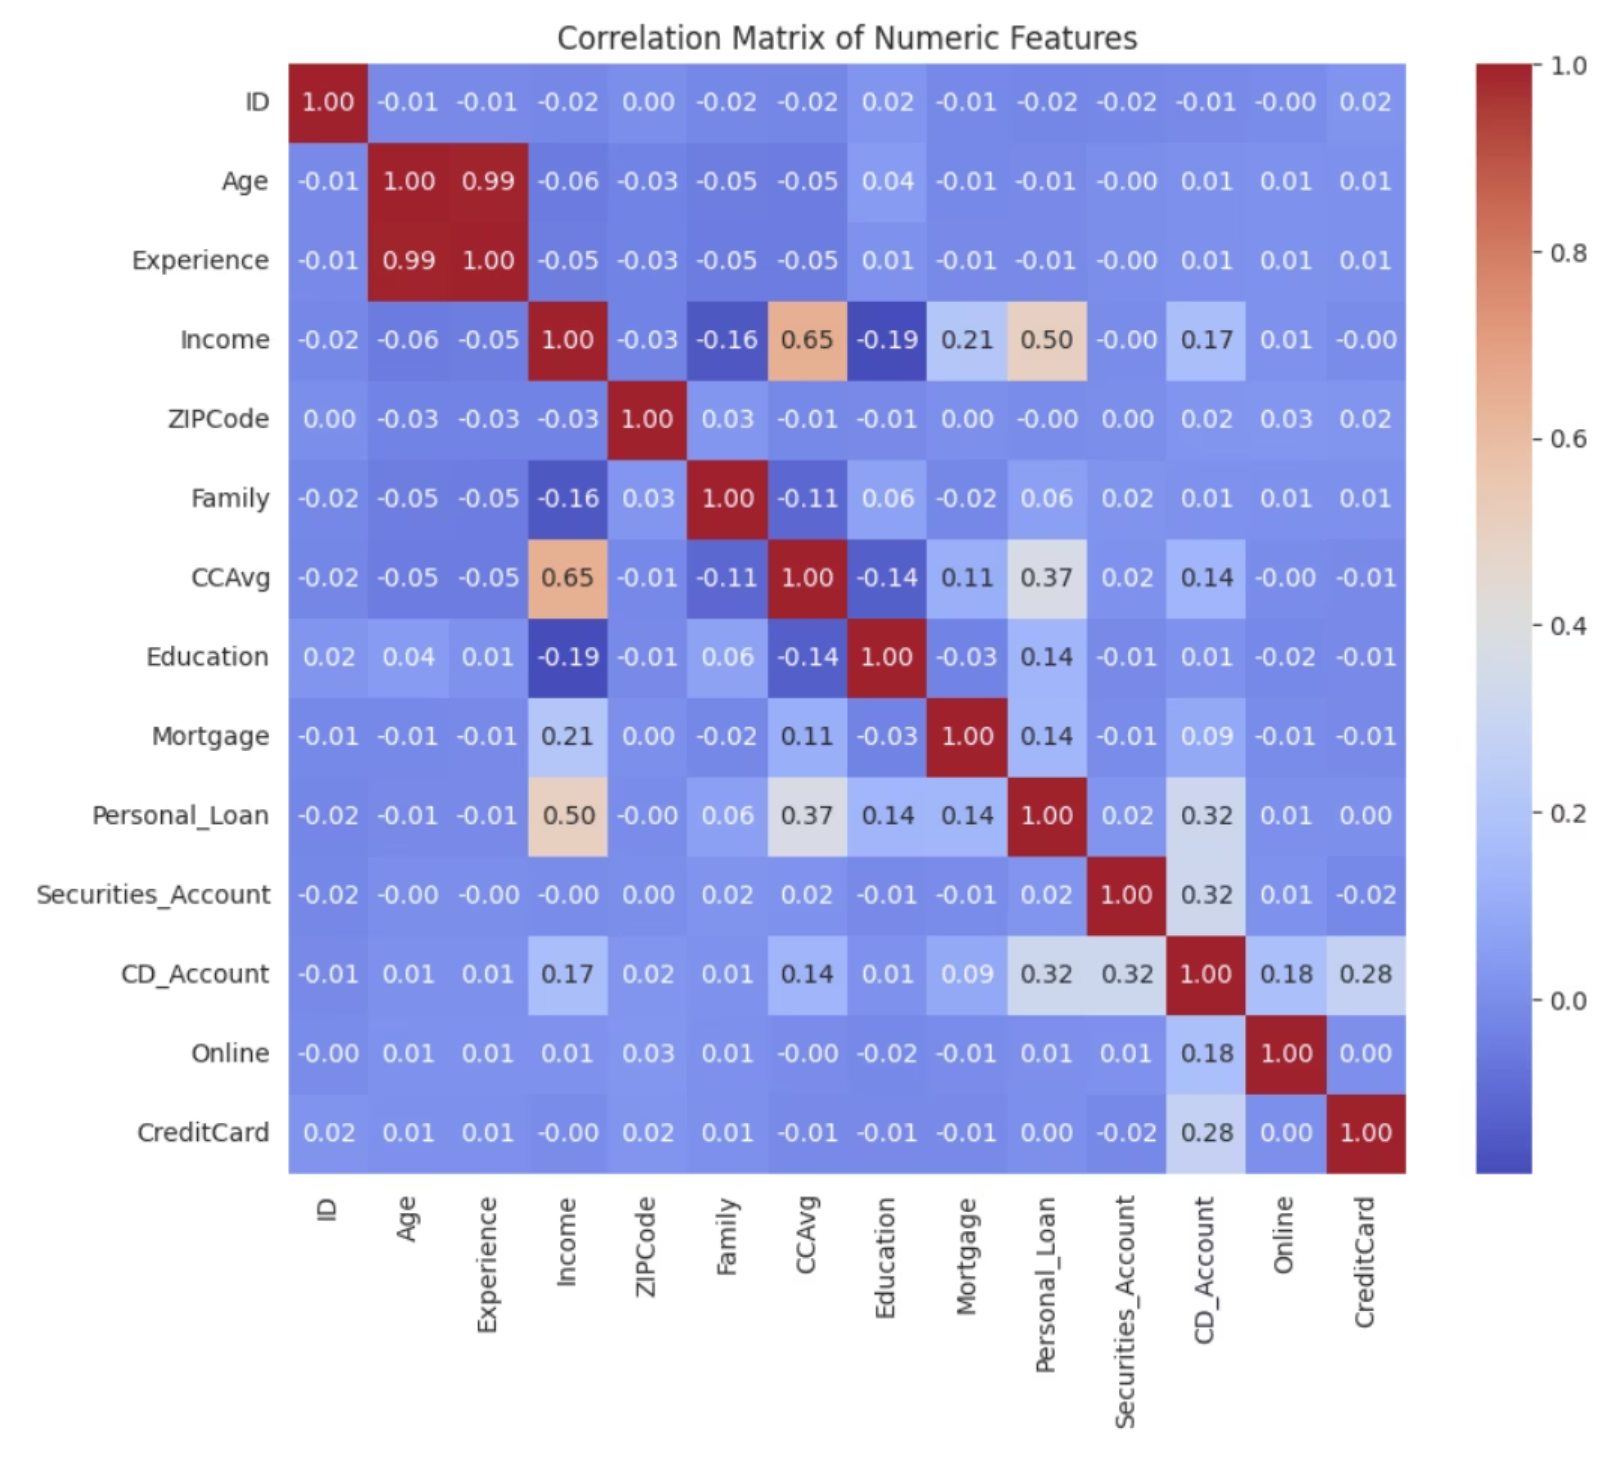 Correlation Matrix of Numeric Features
ID 1.00 -0.01 -0.01 -0.02 0.00 -0.02 -0.02 0.02 -0.01 -0.02 -0.02 -0.01 -0.00 0.02
Age -0.01 1.00 0.99 -0.06 -0.03 -0.05 -0.05 0.04 -0.01 -0.01 -0.00 0.01 0.01 0.01
Experience -0.01 0.99 1.00 -0.05 -0.03 -0.05 -0.05 0.01 -0.01 -0.01 -0.00 0.01 0.01 0.01
Income -0.02 -0.06 -0.05 1.00 -0.03 -0.16 0.65 -0.19 0.21 0.50 -0.00 0.17 0.01 -0.00
ZIPCode 0.00 -0.03 -0.03 -0.03 1.00 0.03 -0.01 -0.01 0.00 -0.00 0.00 0.02 0.03 0.02
Family -0.02 -0.05 -0.05 -0.16 0.03 1.00 -0.11 0.06 -0.02 0.06 0.02 0.01 0.01 0.01
CCAvg -0.02 -0.05 -0.05 0.65 -0.01 -0.11 1.00 -0.14 0.11 0.37 0.02 0.14 -0.00 -0.01
Education 0.02 0.04 0.01 -0.19 -0.01 0.06 -0.14 1.00 -0.03 0.14 -0.01 0.01 -0.02 -0.01
Mortgage -0.01 -0.01 -0.01 0.21 0.00 -0.02 0.11 -0.03 1.00 0.14 -0.01 0.09 -0.01 -0.01
Personal_Loan -0.02 -0.01 -0.01 0.50 -0.00 0.06 0.37 0.14 0.14 1.00 0.02 0.32 0.01 0.00
Securities_Account -0.02 -0.00 -0.00 -0.00 0.00 0.02 0.02 -0.01 -0.01 0.02 1.00 0.32 0.01 -0.02
CD_Account -0.01 0.01 0.01 0.17 0.02 0.01 0.14 0.01 0.09 0.32 0.32 1.00 0.18 0.28
Online -0.00 0.01 0.01 0.01 0.03 0.01 -0.00 -0.02 -0.01 0.01 0.01 0.18 1.00 0.00
CreditCard 0.02 0.01 0.01 -0.00 0.02 0.01 -0.01 -0.01 -0.01 0.00 -0.02 0.28 0.00 1.00
ID
Age
Experience
Income
ZIPCode
Family
CCAvg
Education
Mortgage
Personal_Loan
Securities_Account
CD_Account
Online
CreditCard
1.0
0.8
0.6
0.4
0.2
0.0